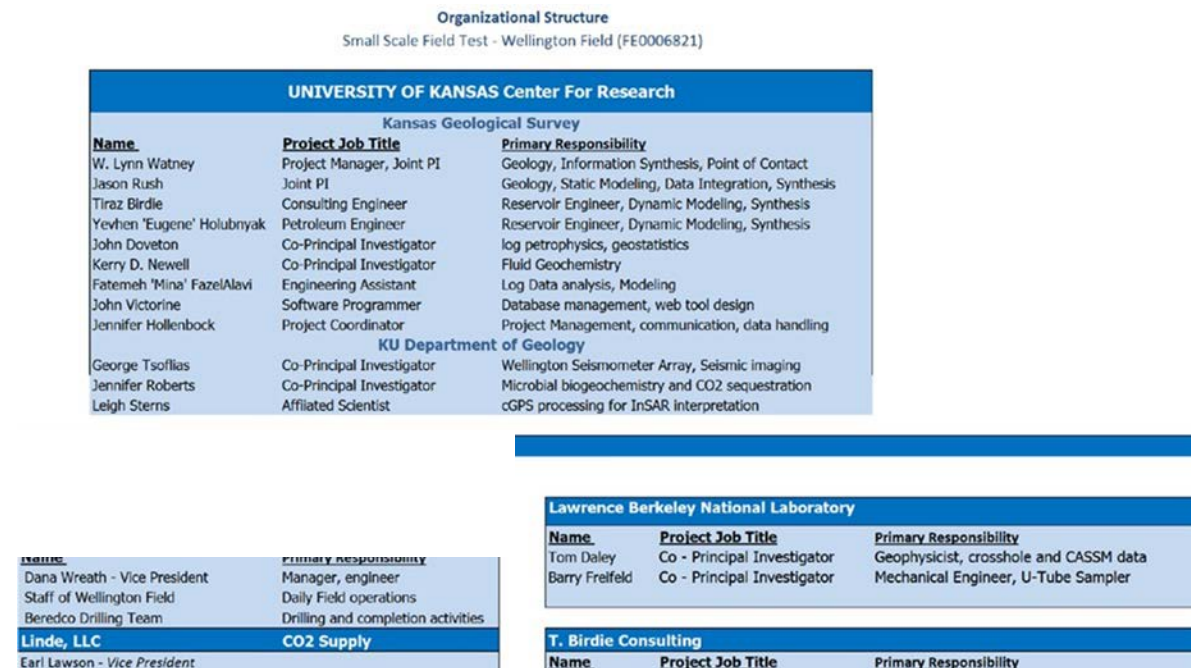 Organizational Structure
Small Scale Field Test - Wellington Field (FE0006821)
UNIVERSITY OF KANSAS Center For Research
Kansas Geological Survey
Name Project Job Title Primary Responsibility
W. Lynn Watney Project Manager, Joint PI Geology, Information Synthesis, Point of Contact
Jason Rush Joint PI Geology, Static Modeling, Data Integration, Synthesis
Tiraz Birdie Consulting Engineer Reservoir Engineer, Dynamic Modeling, Synthesis
Yevhen 'Eugene' Holubnyak Petroleum Engineer Reservoir Engineer, Dynamic Modeling, Synthesis
John Doveton Co-Principal Investigator log petrophysics, geostatistics
Kerry D. Newell Co-Principal Investigator Fluid Geochemistry
Fatemeh 'Mina' FazelAlavi Engineering Assistant Log Data analysis, Modeling
John Victorine Software Programmer Database management, web tool design
Jennifer Hollenbock Project Coordinator Project Management, communication, data handling
KU Department of Geology
George Tsoflias Co-Principal Investigator Wellington Seismometer Array, Seismic imaging
Jennifer Roberts Co-Principal Investigator Microbial biogeochemistry and CO2 sequestration
Leigh Sterns Affiliated Scientist cGPS processing for InSAR interpretation
Name Primary Responsibility
Dana Wreath - Vice President Manager, engineer
Staff of Wellington Field Daily Field operations
Beredco Drilling Team Drilling and completion activities
Linde, LLC CO2 Supply
Earl Lawson - Vice President
Lawrence Berkeley National Laboratory
Name Project Job Title Primary Responsibility
Tom Daley Co - Principal Investigator Geophysicist, crosshole and CASSM data
Barry Freifeld Co - Principal Investigator Mechanical Engineer, U-Tube Sampler
T. Birdie Consulting
Name Project Job Title Primary Responsibility